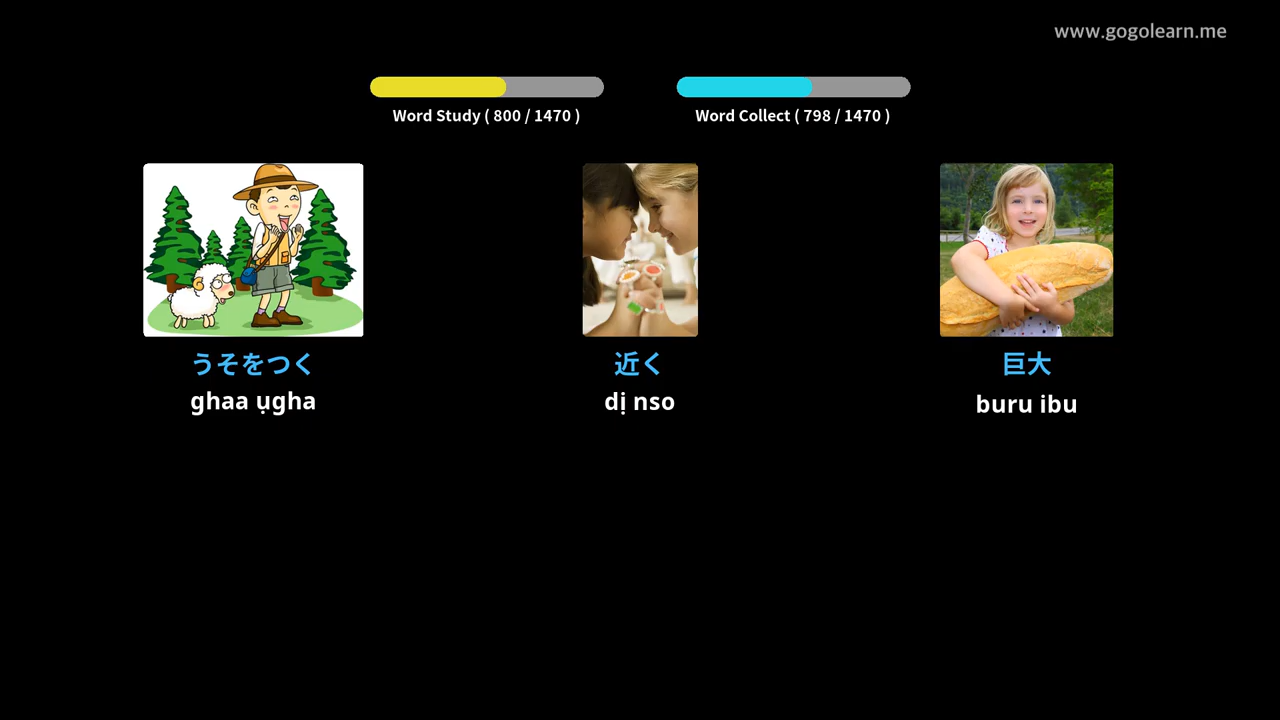 www.gogolearn.me
Word Study ( 800 / 1470 )
Word Collect ( 798 / 1470 )
うそをつく
ghaa ụgha
近く
dị nso
巨大
buru ibu